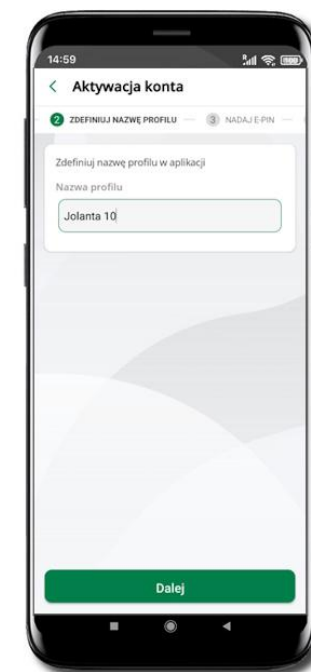 14:59
Aktywacja konta
2 ZDEFINIUJ NAZWĘ PROFILU 3 NADAJ E-PIN
Zdefiniuj nazwę profilu w aplikacji
Nazwa profilu
Jolanta 10
Dalej